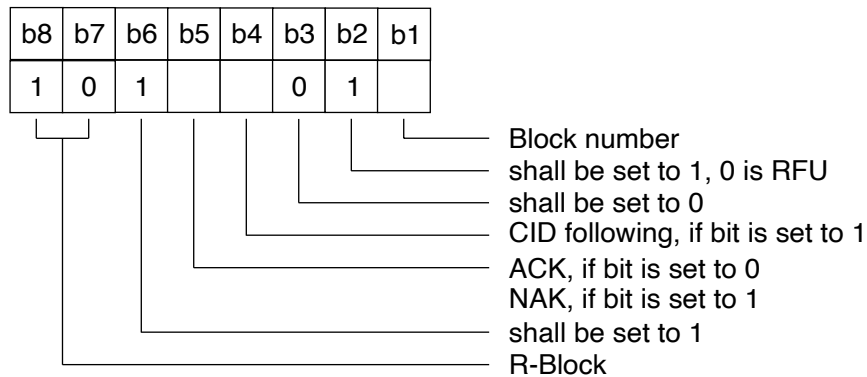 b8 b7 b6 b5 b4 b3 b2 b1
1 0 1 0 1
Block number
shall be set to 1, 0 is RFU
shall be set to 0
CID following, if bit is set to 1
ACK, if bit is set to 0
NAK, if bit is set to 1
shall be set to 1
R-Block